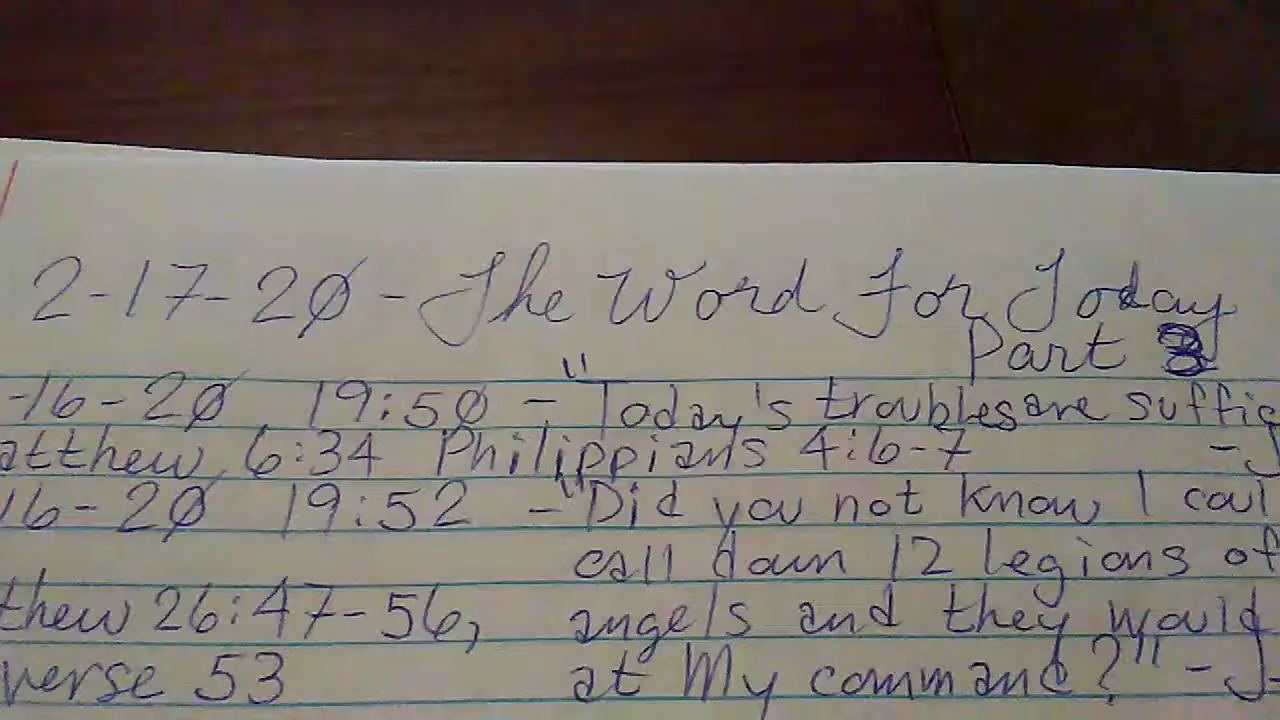 2-17-20 - The Word For Today
Part 3
-16-20 19:50 - "Today's troubles are suffic
atthew 6:34 Philippians 4:6-7 - J
16-20 19:52 - "Did you not know I coul
call down 12 legions of
thew 26:47-56, angels and they would
verse 53 at My command?" - J